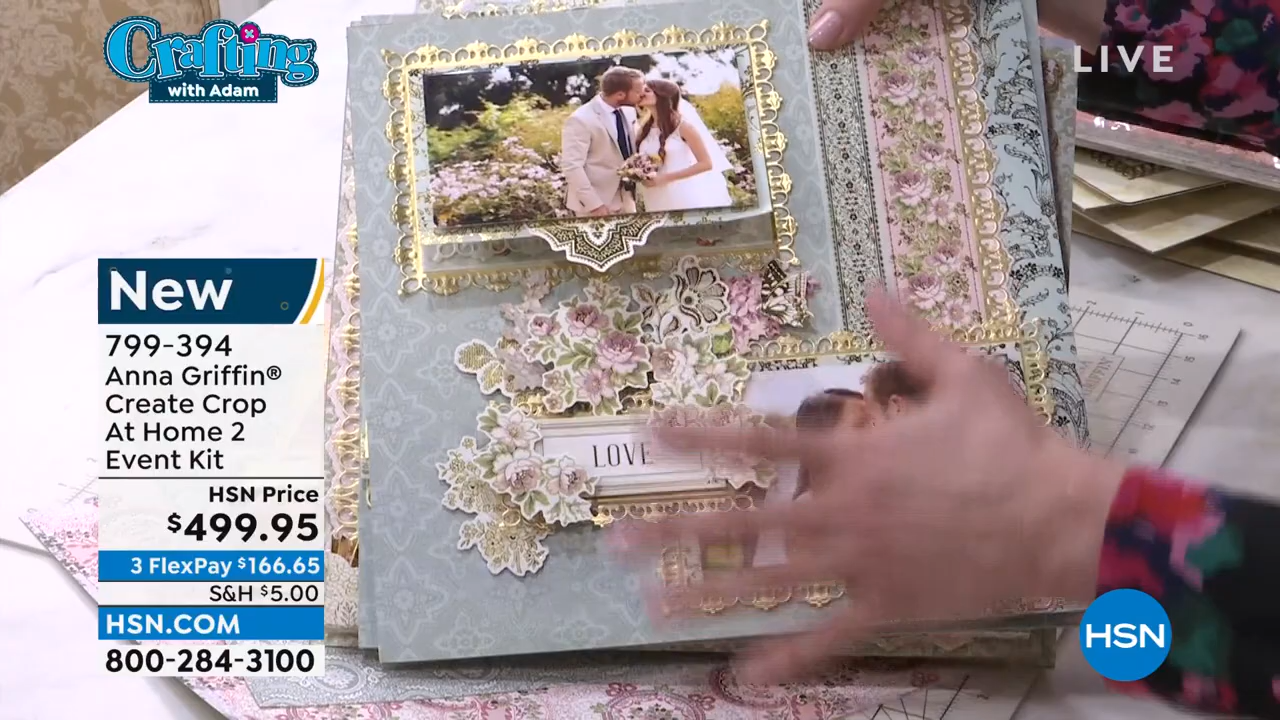 Crafting
with Adam
LIVE
New
799-394
Anna Griffin®
Create Crop
At Home 2
Event Kit
HSN Price
$499.95
3 FlexPay $166.65
S&H $5.00
HSN.COM
800-284-3100
LOVE
HSN